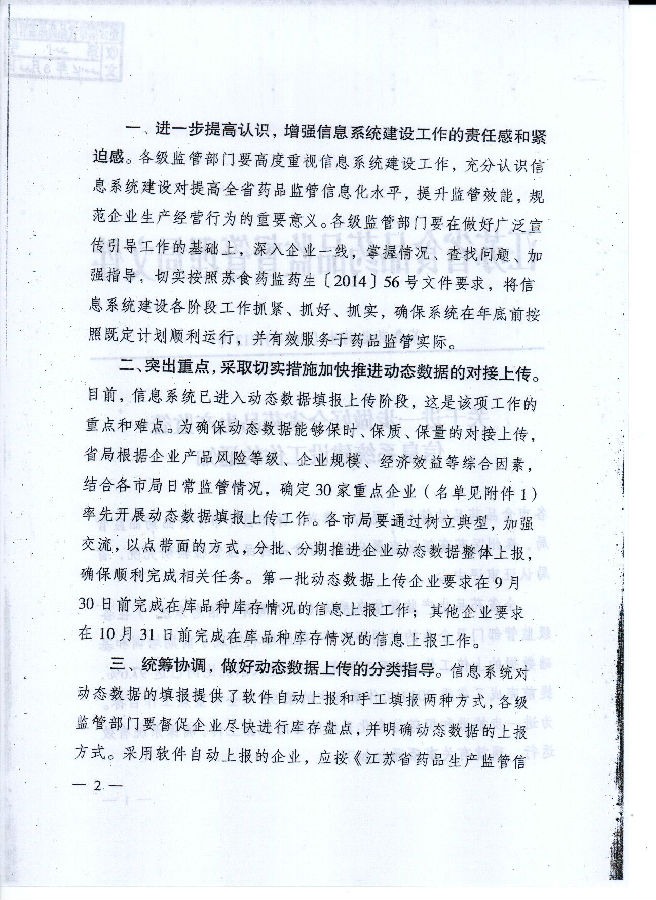 一、进一步提高认识，增强信息系统建设工作的责任感和紧
迫感。各级监管部门要高度重视信息系统建设工作，充分认识信
息系统建设对提高全省药品监管信息化水平，提升监管效能，规
范企业生产经营行为的重要意义。各级监管部门要在做好广泛宣
传引导工作的基础上，深入企业一线，掌握情况、查找问题、加
强指导，切实按照苏食药监药生〔2014〕56号文件要求，将信
息系统建设各阶段工作抓紧、抓好、抓实，确保系统在年底前按
照既定计划顺利运行，并有效服务于药品监管实际。
二、突出重点，采取切实措施加快推进动态数据的对接上传。
目前，信息系统已进入动态数据填报上传阶段，这是该项工作的
重点和难点。为确保动态数据能够保时、保质、保量的对接上传，
省局根据企业产品风险等级、企业规模、经济效益等综合因素，
结合各市局日常监管情况，确定30家重点企业（名单见附件1）
率先开展动态数据填报上传工作。各市局要通过树立典型，加强
交流，以点带面的方式，分批、分期推进企业动态数据整体上报，
确保顺利完成相关任务。第一批动态数据上传企业要求在9月
30日前完成在库品种库存情况的信息上报工作；其他企业要求
在10月31日前完成在库品种库存情况的信息上报工作。
三、统筹协调，做好动态数据上传的分类指导。信息系统对
动态数据的填报提供了软件自动上报和手工填报两种方式，各级
监管部门要督促企业尽快进行库存盘点，并明确动态数据的上报
方式。采用软件自动上报的企业，应按《江苏省药品生产监管信
— 2 —